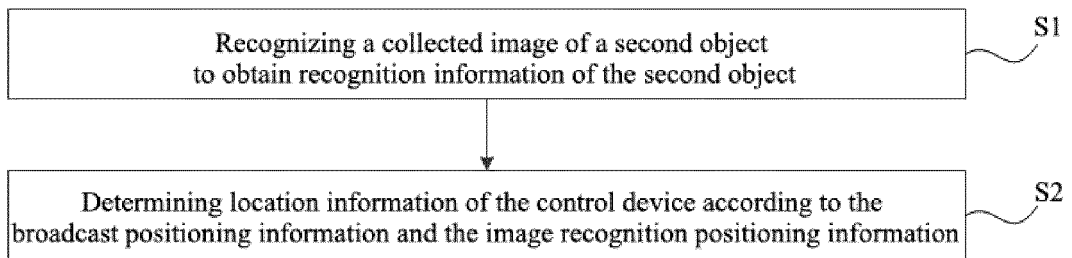 Recognizing a collected image of a second object
to obtain recognition information of the second object
S1
Determining location information of the control device according to the
broadcast positioning information and the image recognition positioning information
S2